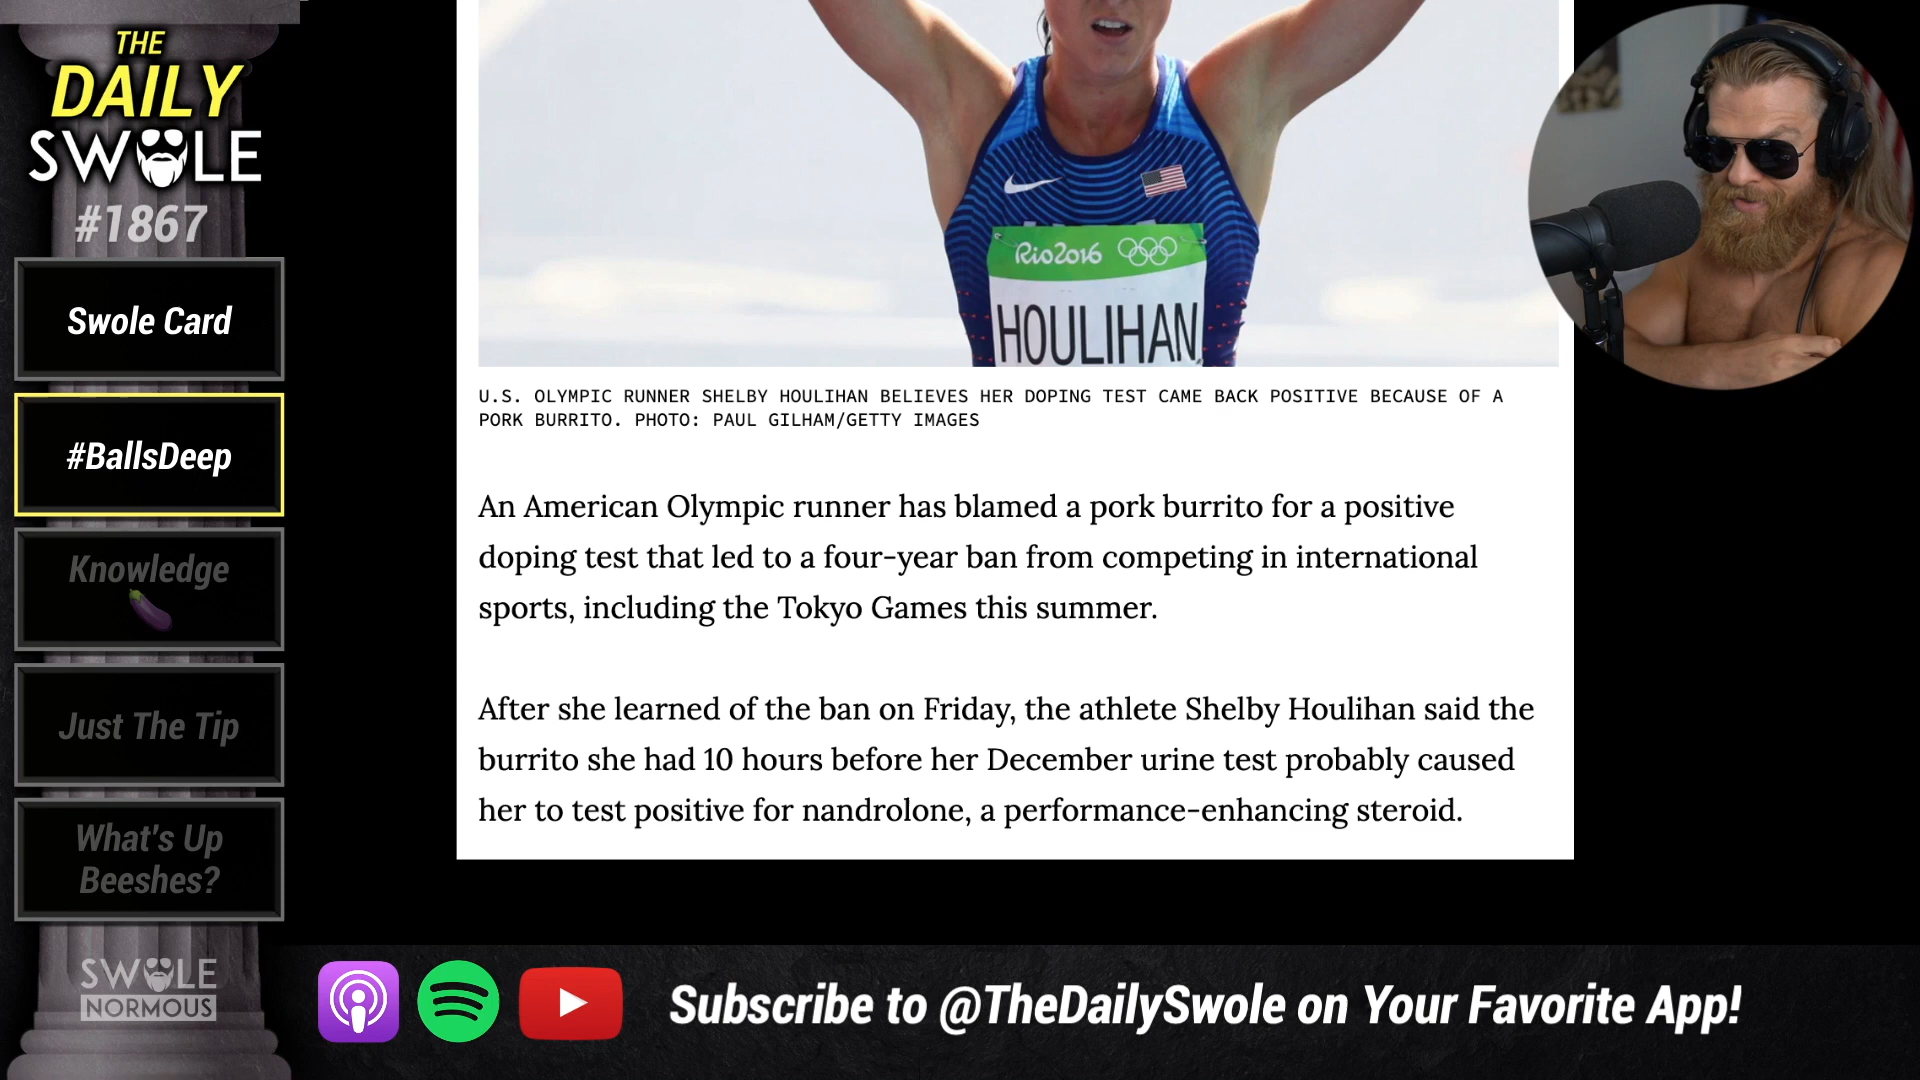 THE
DAILY
SWOLE
#1867
Swole Card
#BallsDeep
Knowledge
Just The Tip
What's Up
Beeshes?
SWOLE
NORMOUS
Rio2016
HOULIHAN
U.S. OLYMPIC RUNNER SHELBY HOULIHAN BELIEVES HER DOPING TEST CAME BACK POSITIVE BECAUSE OF A
PORK BURRITO. PHOTO: PAUL GILHAM/GETTY IMAGES
An American Olympic runner has blamed a pork burrito for a positive
doping test that led to a four-year ban from competing in international
sports, including the Tokyo Games this summer.
After she learned of the ban on Friday, the athlete Shelby Houlihan said the
burrito she had 10 hours before her December urine test probably caused
her to test positive for nandrolone, a performance-enhancing steroid.
Subscribe to @TheDailySwole on Your Favorite App!